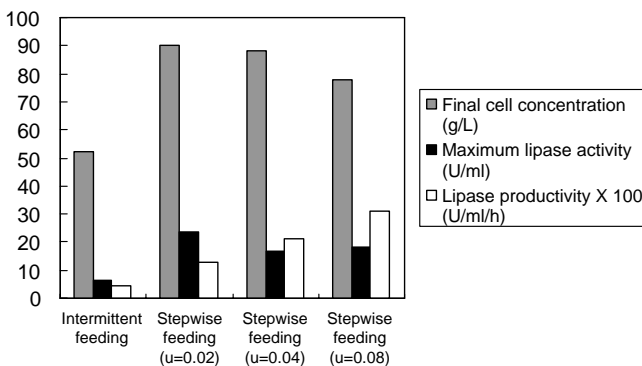 100
90
80
70
60
50
40
30
20
10
0
Intermittent
feeding
Stepwise
feeding
(u=0.02)
Stepwise
feeding
(u=0.04)
Stepwise
feeding
(u=0.08)
Final cell concentration
(g/L)
Maximum lipase activity
(U/ml)
Lipase productivity X 100
(U/ml/h)